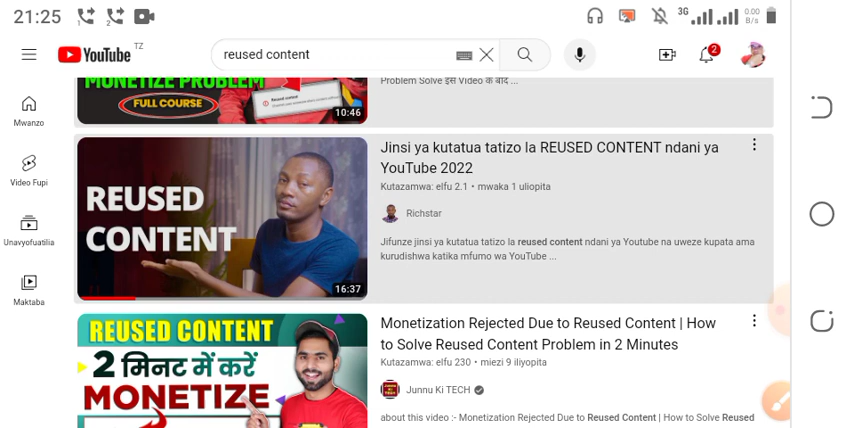 21:25
3G
0.00
B/s
YouTube TZ
reused content
2
MONETIZE PROBLEM
FULL COURSE
10:46
Problem Solve इस Video के बाद ...
Mwanzo
Video Fupi
Unavyofuatilia
Maktaba
REUSED
CONTENT
16:37
Jinsi ya kutatua tatizo la REUSED CONTENT ndani ya
YouTube 2022
Kutazamwa: elfu 2.1 • mwaka 1 uliopita
Richstar
Jifunze jinsi ya kutatua tatizo la reused content ndani ya Youtube na uweze kupata ama
kurudishwa katika mfumo wa YouTube ...
REUSED CONTENT
2 मिनट में करें
MONETIZE
Monetization Rejected Due to Reused Content | How
to Solve Reused Content Problem in 2 Minutes
Kutazamwa: elfu 230 • miezi 9 iliyopita
Junnu Ki TECH
about this video :- Monetization Rejected Due to Reused Content | How to Solve Reused